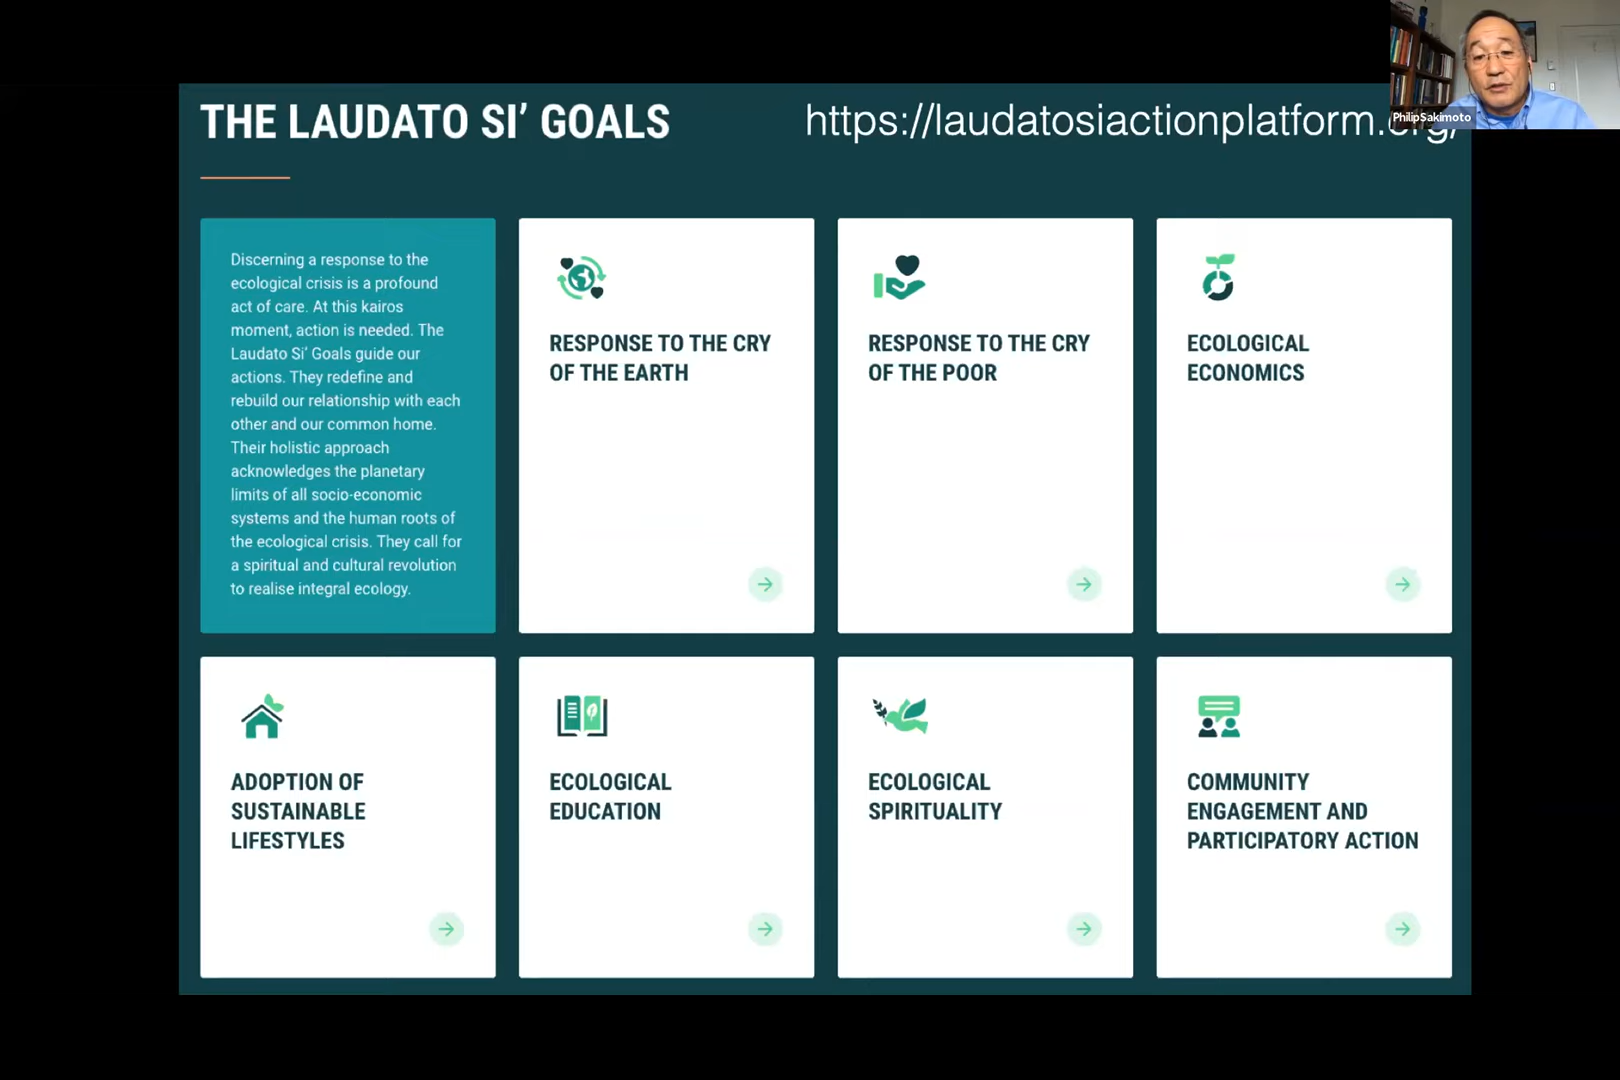 THE LAUDATO SI’ GOALS
https://laudatosiactionplatform.org/
PhilipSakimoto
Discerning a response to the
ecological crisis is a profound
act of care. At this kairos
moment, action is needed. The
Laudato Si’ Goals guide our
actions. They redefine and
rebuild our relationship with each
other and our common home.
Their holistic approach
acknowledges the planetary
limits of all socio-economic
systems and the human roots of
the ecological crisis. They call for
a spiritual and cultural revolution
to realise integral ecology.
RESPONSE TO THE CRY
OF THE EARTH
RESPONSE TO THE CRY
OF THE POOR
ECOLOGICAL
ECONOMICS
ADOPTION OF
SUSTAINABLE
LIFESTYLES
ECOLOGICAL
EDUCATION
ECOLOGICAL
SPIRITUALITY
COMMUNITY
ENGAGEMENT AND
PARTICIPATORY ACTION